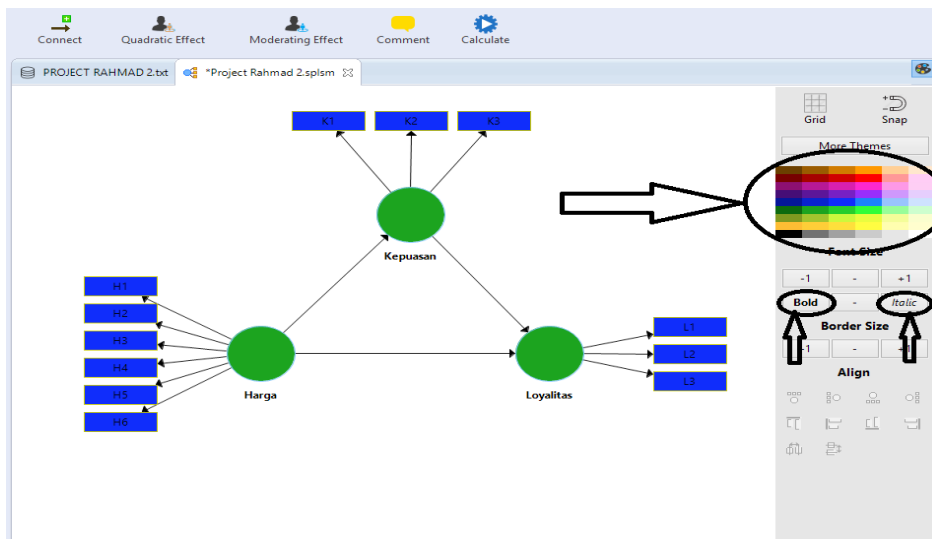 Connect Quadratic Effect Moderating Effect Comment Calculate
PROJECT RAHMAD 2.txt *Project Rahmad 2.splsm
Grid Snap
More Themes
K1 K2 K3
Kepuasan
Font Size
-1 - +1
Bold - Italic
Border Size
-1 - +1
Align
H1
H2
H3
H4
H5
H6
Harga
L1
L2
L3
Loyalitas